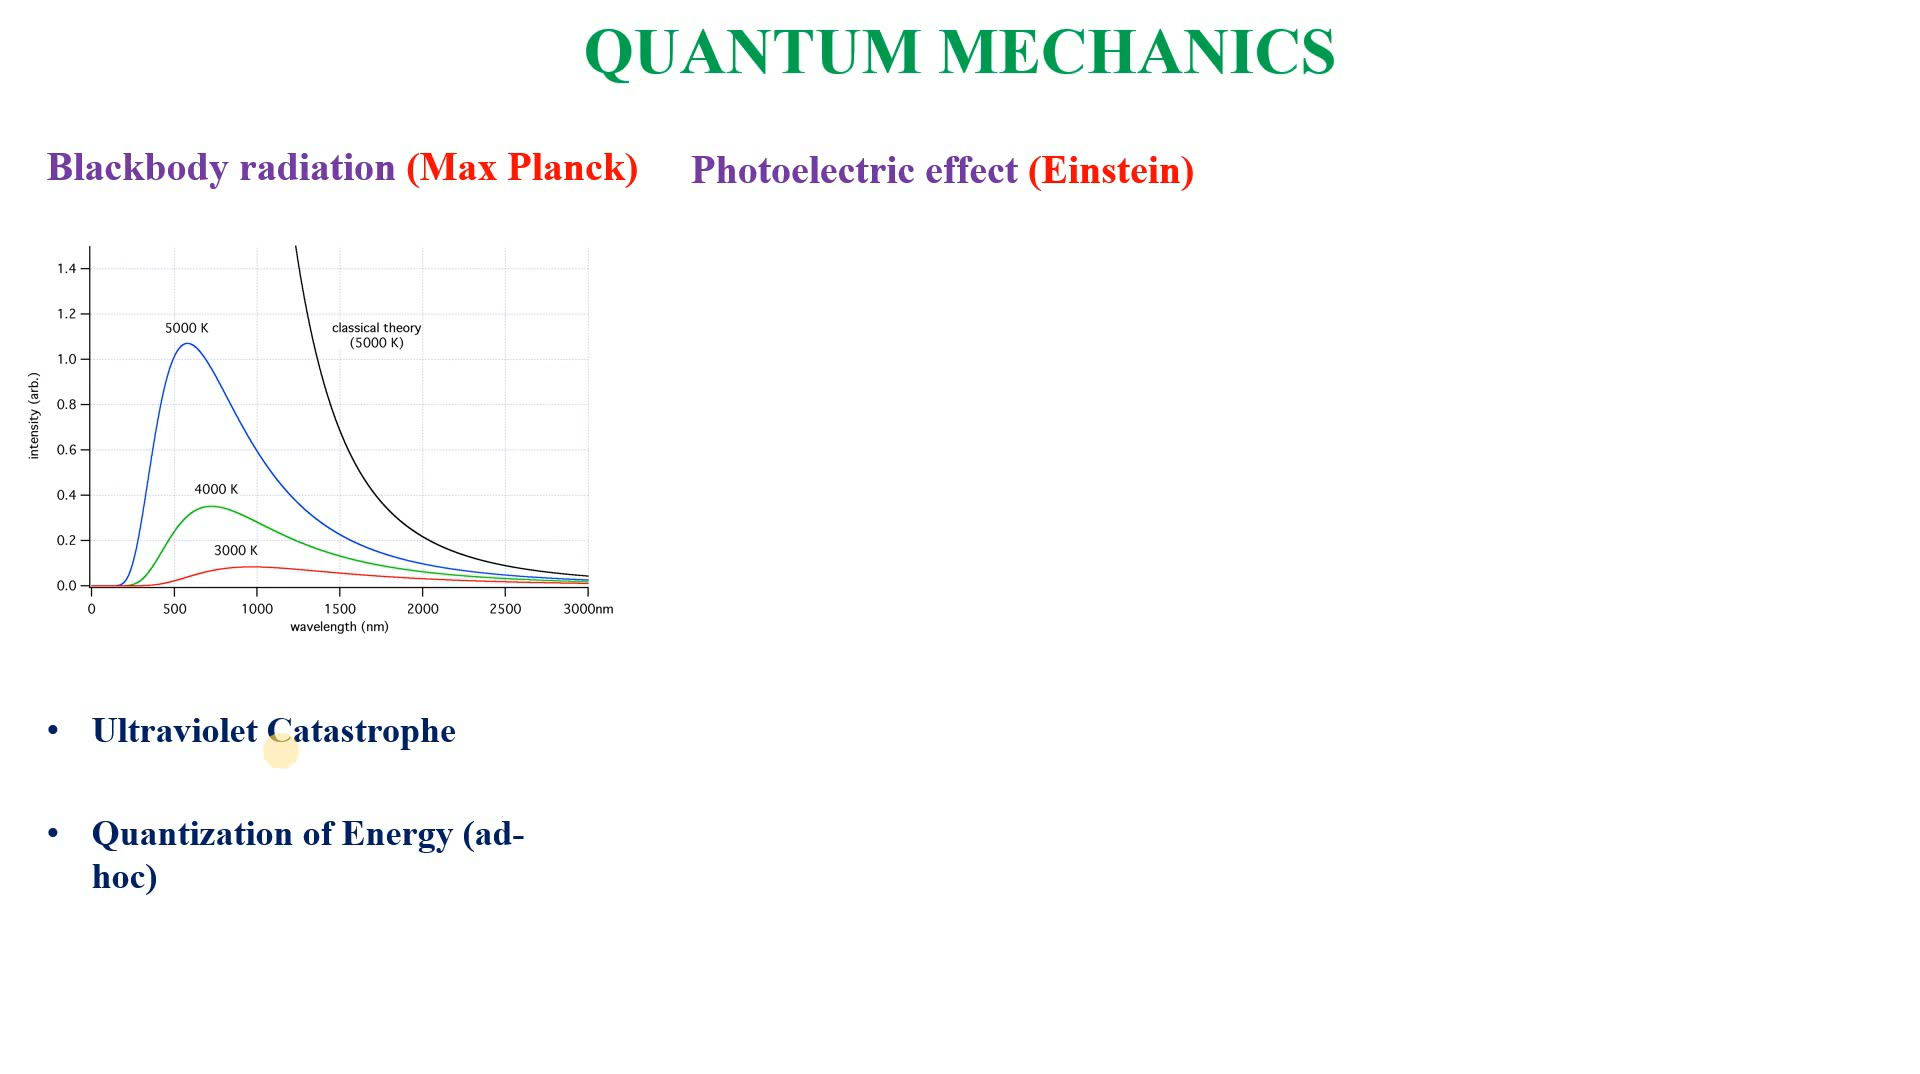 QUANTUM MECHANICS
Blackbody radiation (Max Planck)
Photoelectric effect (Einstein)
1.4
1.2
1.0
0.8
0.6
0.4
0.2
0.0
intensity (arb.)
5000 K
classical theory
(5000 K)
4000 K
3000 K
0 500 1000 1500 2000 2500 3000nm
wavelength (nm)
• Ultraviolet Catastrophe
• Quantization of Energy (ad-
hoc)